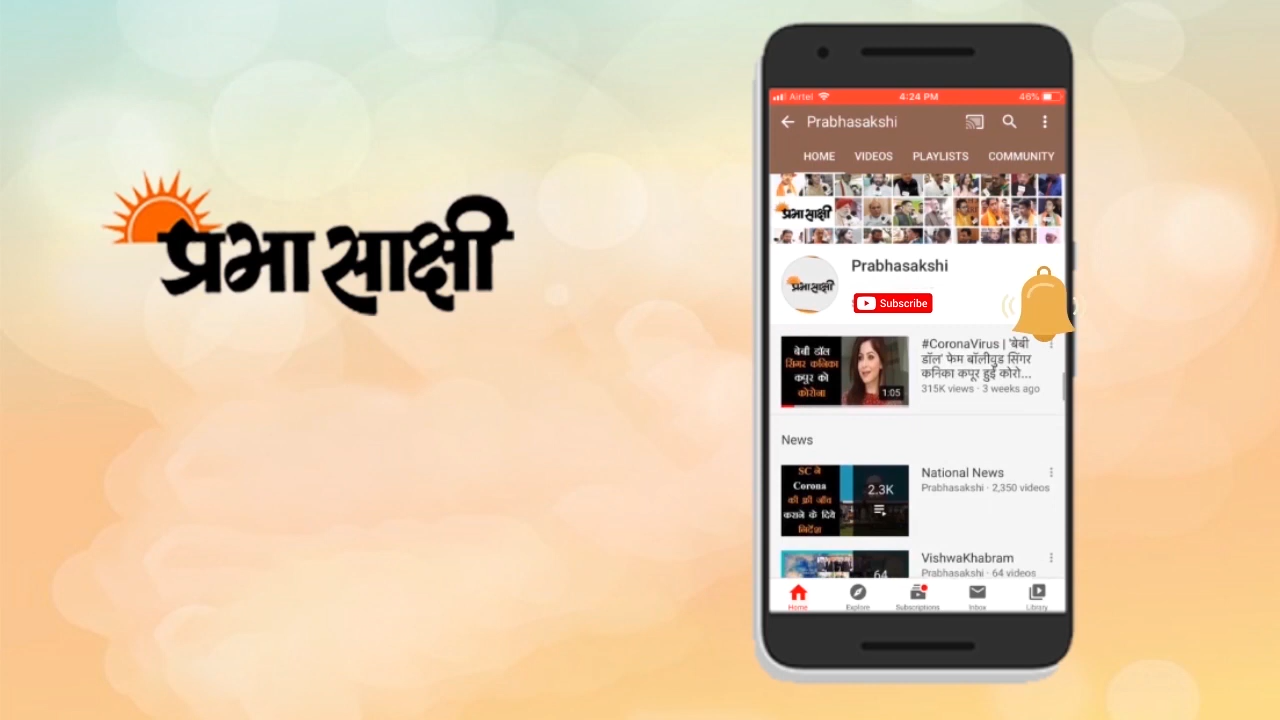 प्रभासाक्षी
Airtel 4:24 PM 46%
Prabhasakshi
HOME VIDEOS PLAYLISTS COMMUNITY
प्रभासाक्षी
Prabhasakshi
प्रभासाक्षी
Subscribe
बेबी डॉल
सिंगर कनिका
कपूर को
कोरोना
1:05
#CoronaVirus | 'बेबी
डॉल' फेम बॉलीवुड सिंगर
कनिका कपूर हुईं कोरो...
315K views · 3 weeks ago
News
SC ने
Corona
की फ्री जाँच
कराने के दिये
निर्देश
2.3K
National News
Prabhasakshi · 2,350 videos
64
VishwaKhabram
Prabhasakshi · 64 videos
Home Explore Subscriptions Inbox Library